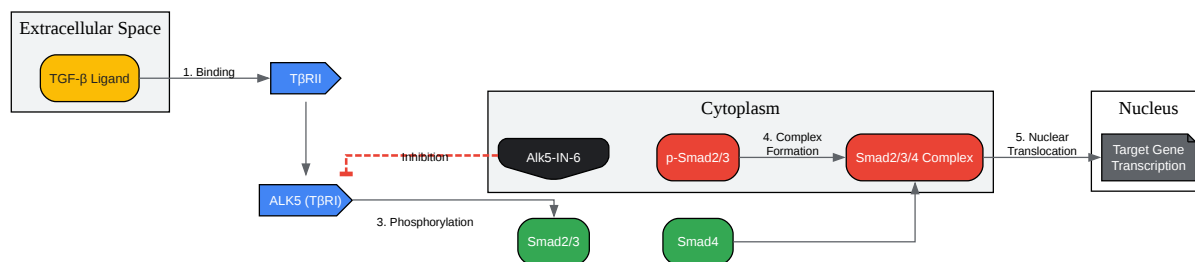 Extracellular Space
TGF-β Ligand
1. Binding
TβRII
Cytoplasm
Nucleus
Inhibition
Alk5-IN-6
p-Smad2/3
4. Complex
Formation
Smad2/3/4 Complex
5. Nuclear
Translocation
Target Gene
Transcription
ALK5 (TβRI)
3. Phosphorylation
Smad2/3
Smad4